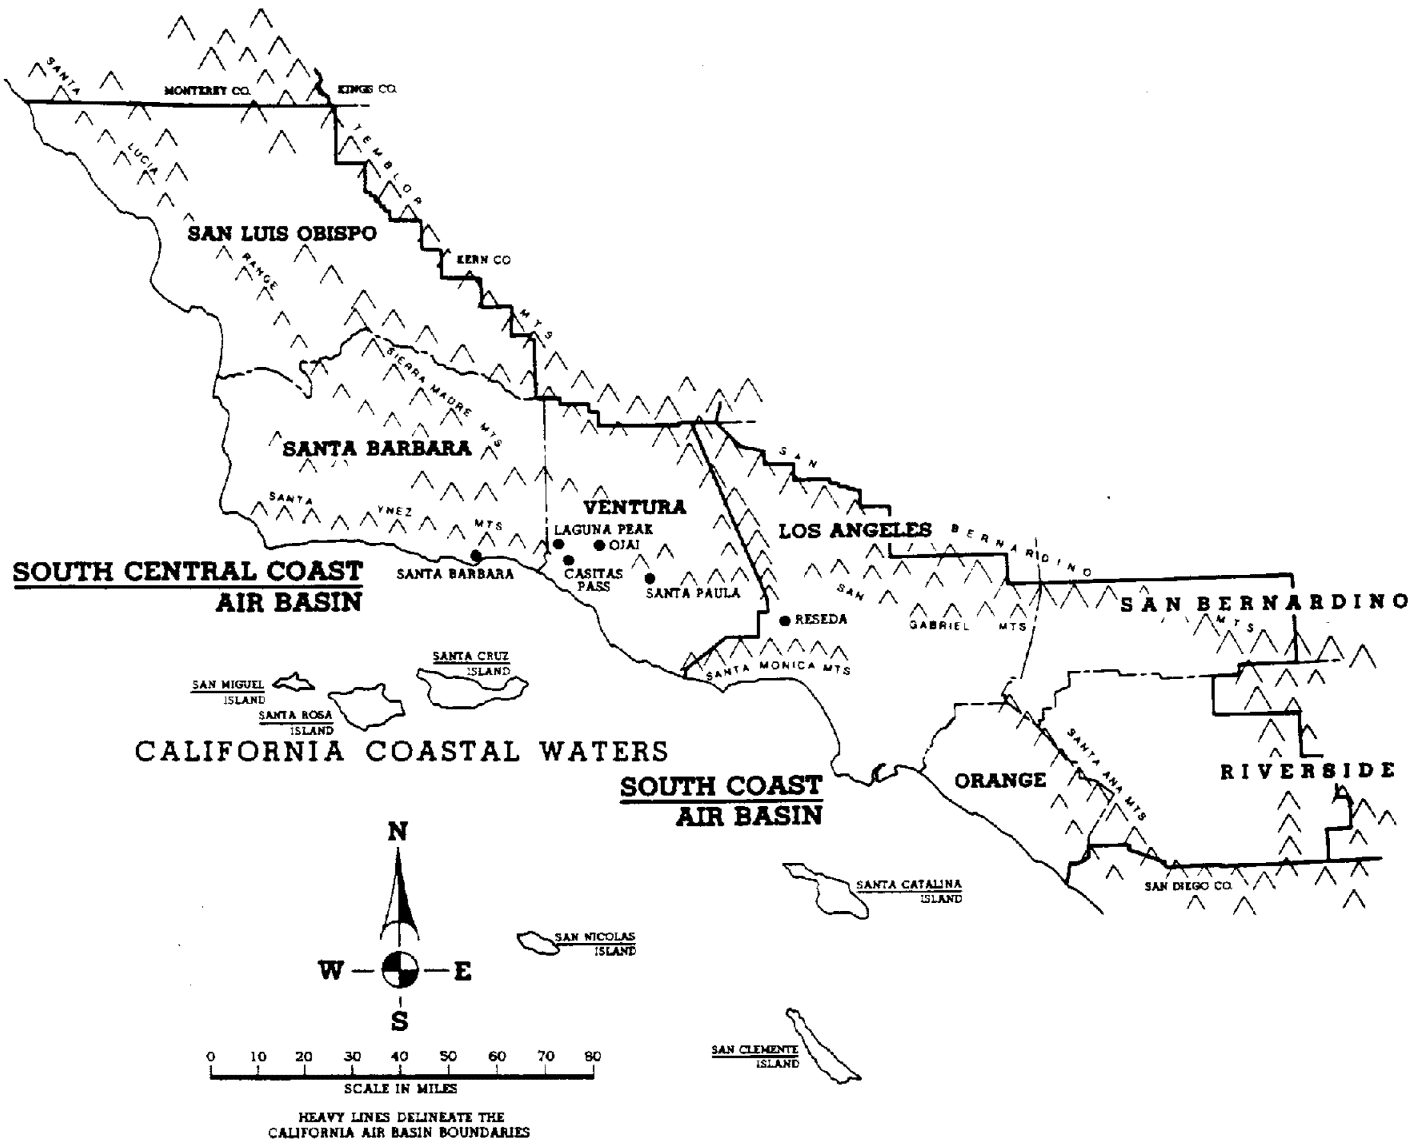 SANTA
MONTEREY CO.
KINGS CO.
TEMBLOR
LUCIA
SAN LUIS OBISPO
RANGE
KERN CO
MTS
SIERRA MADRE MTS
SANTA BARBARA
SAN
SANTA
YNEZ
MTS
VENTURA
LOS ANGELES
BERNARDINO
LAGUNA PEAK
OJAI
SOUTH CENTRAL COAST
AIR BASIN
SANTA BARBARA
CASITAS
PASS
SANTA PAULA
SAN
GABRIEL
MTS
SAN BERNARDINO
MTS
RESEDA
SANTA MONICA MTS
SANTA CRUZ
ISLAND
SAN MIGUEL
ISLAND
SANTA ROSA
ISLAND
CALIFORNIA COASTAL WATERS
SANTA ANA MTS
SOUTH COAST
AIR BASIN
ORANGE
RIVERSIDE
N
SANTA CATALINA
ISLAND
SAN DIEGO CO.
SAN NICOLAS
ISLAND
W
E
S
SAN CLEMENTE
ISLAND
0 10 20 30 40 50 60 70 80
SCALE IN MILES
HEAVY LINES DELINEATE THE
CALIFORNIA AIR BASIN BOUNDARIES